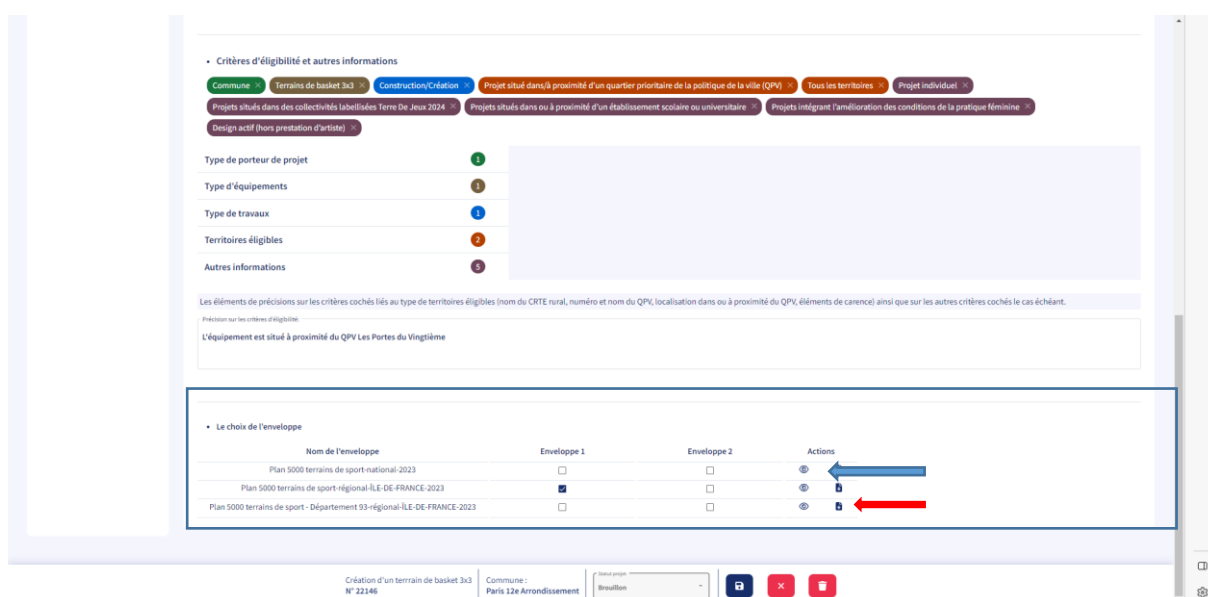 Critères d'éligibilité et autres informations
Commune × Terrains de basket 3x3 × Construction/Création × Projet situé dans/à proximité d'un quartier prioritaire de la politique de la ville (QPV) × Tous les territoires × Projet individuel ×
Projets situés dans des collectivités labellisées Terre De Jeux 2024 × Projets situés dans ou à proximité d'un établissement scolaire ou universitaire × Projets intégrant l'amélioration des conditions de la pratique féminine ×
Design actif (hors prestation d'artiste) ×
Type de porteur de projet 1
Type d'équipements 1
Type de travaux 1
Territoires éligibles 2
Autres informations 5
Les éléments de précisions sur les critères cochés liés au type de territoires éligibles (nom du CRTE rural, numéro et nom du QPV, localisation dans ou à proximité du QPV, éléments de carence) ainsi que sur les autres critères cochés le cas échéant.
Précision sur les critères d'éligibilité
L'équipement est situé à proximité du QPV Les Portes du Vingtième
Le choix de l'enveloppe
Nom de l'enveloppe Enveloppe 1 Enveloppe 2 Actions
Plan 5000 terrains de sport-national-2023
Plan 5000 terrains de sport-régional-ÎLE-DE-FRANCE-2023
Plan 5000 terrains de sport - Département 93-régional-ÎLE-DE-FRANCE-2023
Création d'un terrrain de basket 3x3
N° 22146
Commune :
Paris 12e Arrondissement
Statut projet
Brouillon